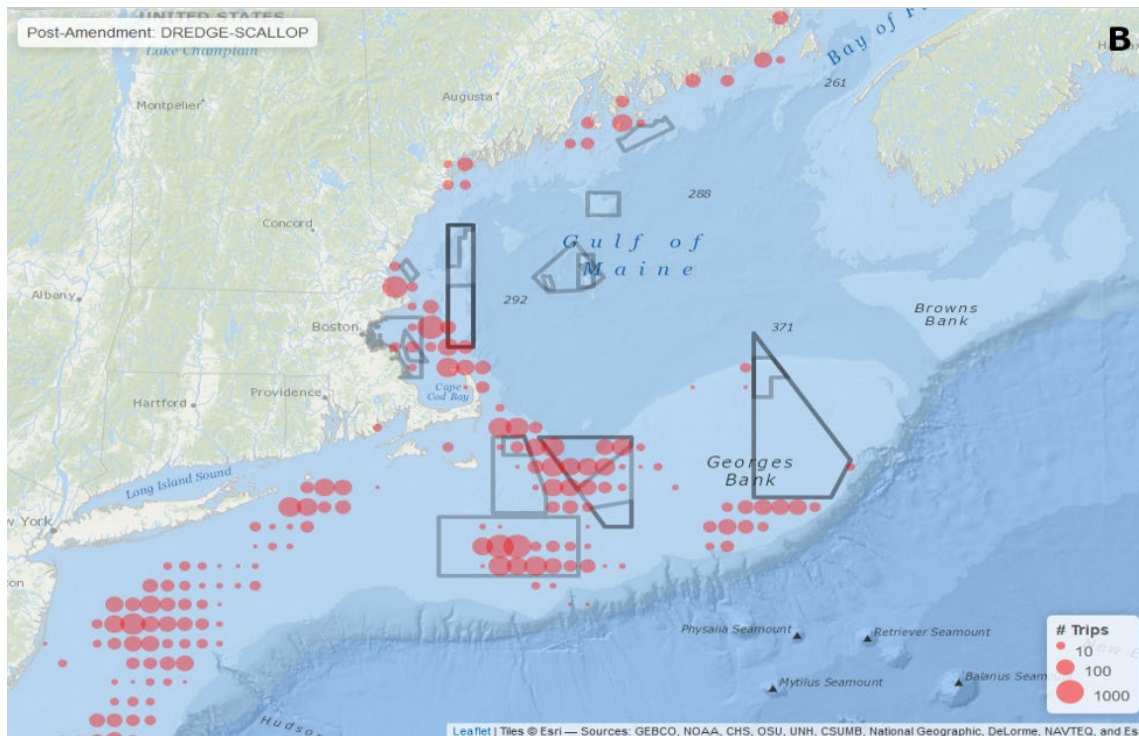 UNITED STATES
Post-Amendment: DREDGE-SCALLOP
B
Lake Champlain
Bay of
261
Montpelier
Augusta
288
Concord
Gulf of
Maine
292
Albany
Browns
Bank
Boston
371
Cape
Cod Bay
Providence
Hartford
Georges
Bank
Long Island Sound
York
# Trips
10
100
1000
Physalia Seamount
Retriever Seamount
Mytilus Seamount
Balanus Seamount
Hudson
Leaflet | Tiles © Esri — Sources: GEBCO, NOAA, CHS, OSU, UNH, CSUMB, National Geographic, DeLorme, NAVTEQ, and Es